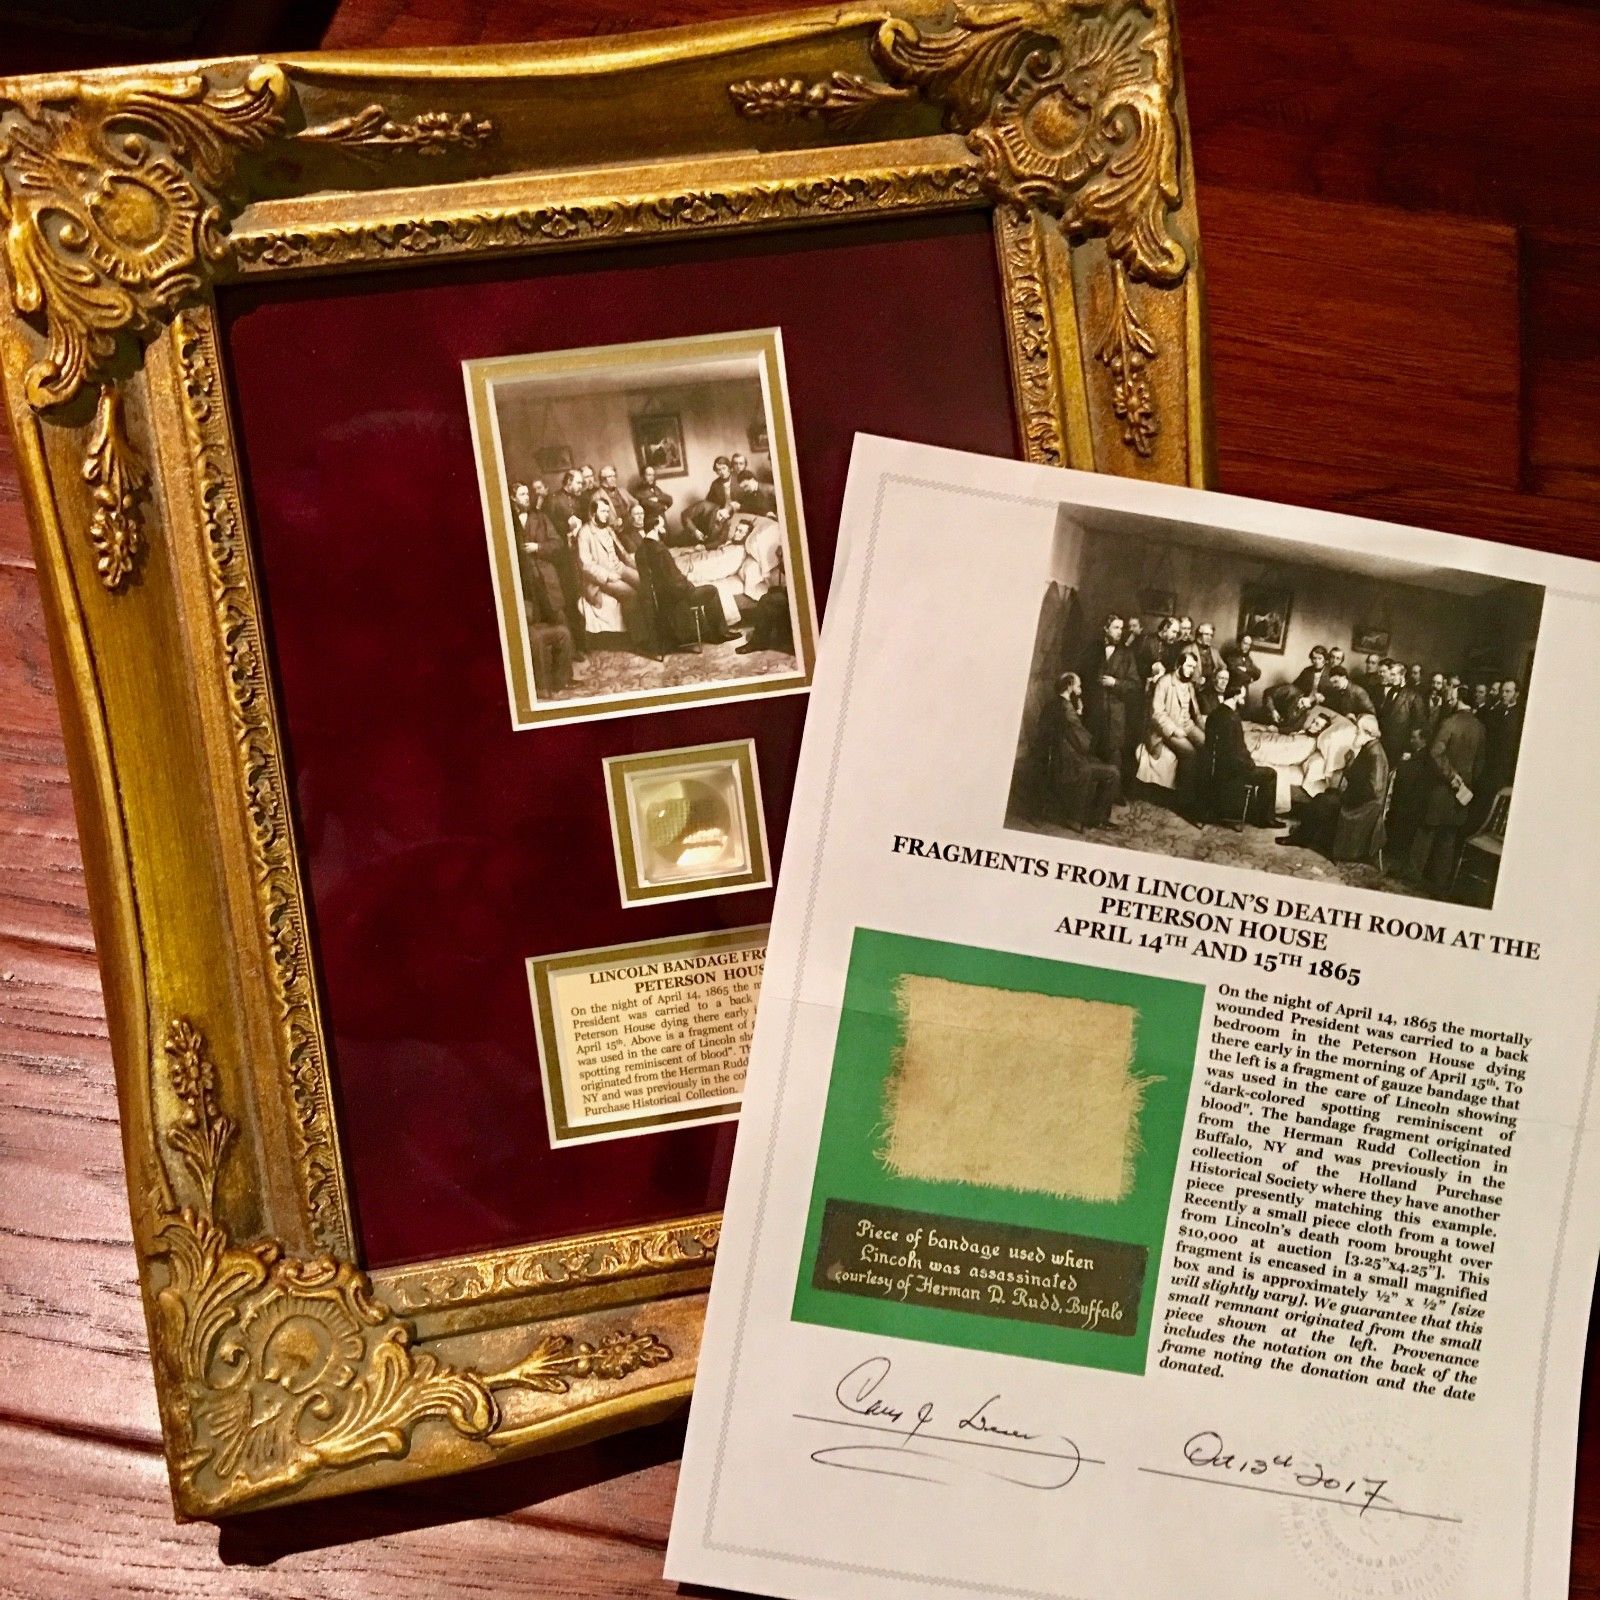 LINCOLN BANDAGE FRO
PETERSON HOUS
On the night of April 14, 1865 the m
President was carried to a back
Peterson House dying there early i
April 15th. Above is a fragment of g
was used in the care of Lincoln sho
spotting reminiscent of blood". Th
originated from the Herman Rudd
NY and was previously in the col
Purchase Historical Collection.
FRAGMENTS FROM LINCOLN'S DEATH ROOM AT THE
PETERSON HOUSE
APRIL 14TH AND 15TH 1865
On the night of April 14, 1865 the mortally
wounded President was carried to a back
bedroom in the Peterson House dying
there early in the morning of April 15th. To
the left is a fragment of gauze bandage that
was used in the care of Lincoln showing
"dark-colored spotting reminiscent of
blood". The bandage fragment originated
from the Herman Rudd Collection in
Buffalo, NY and was previously in the
collection of the Holland Purchase
Historical Society where they have another
piece presently matching this example.
Recently a small piece cloth from a towel
from Lincoln's death room brought over
$10,000 at auction [3.25"x4.25"]. This
fragment is encased in a small magnified
box and is approximately ½" x ½" [size
will slightly vary]. We guarantee that this
small remnant originated from the small
piece shown at the left. Provenance
includes the notation on the back of the
frame noting the donation and the date
donated.
Piece of bandage used when
Lincoln was assassinated
courtesy of Herman D. Rudd, Buffalo
2017